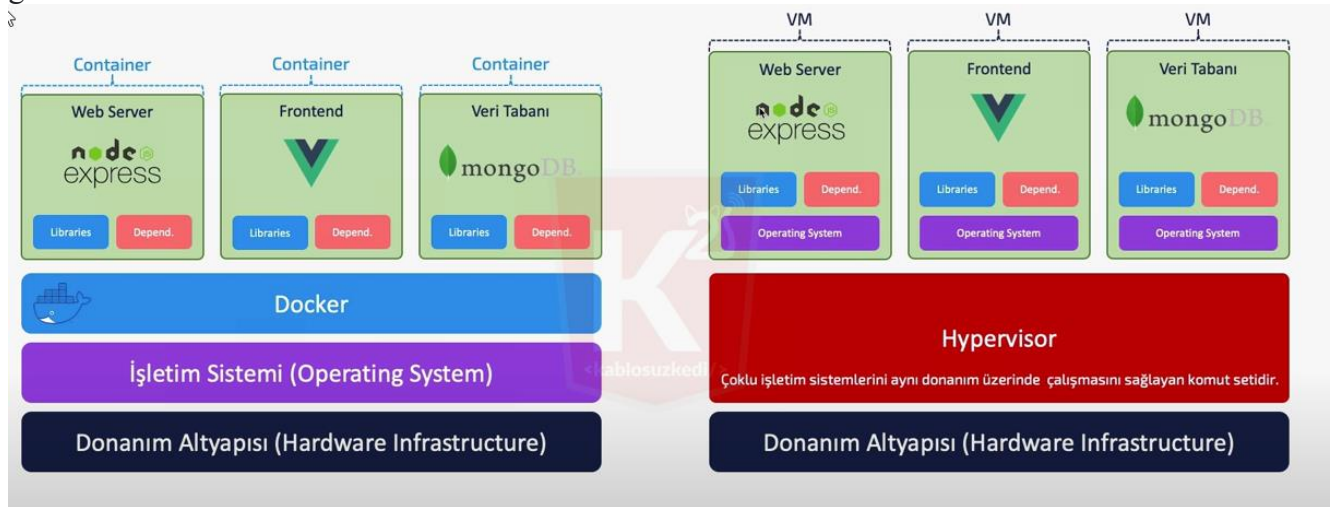 g
Container
Container
Container
Web Server
node
JS
express
Libraries
Depend.
Frontend
Libraries
Depend.
Veri Tabanı
mongoDB
Libraries
Depend.
Docker
İşletim Sistemi (Operating System)
Donanım Altyapısı (Hardware Infrastructure)
VM
VM
VM
Web Server
node
JS
express
Libraries
Depend.
Operating System
Frontend
Libraries
Depend.
Operating System
Veri Tabanı
mongoDB
Libraries
Depend.
Operating System
Hypervisor
Çoklu işletim sistemlerini aynı donanım üzerinde çalışmasını sağlayan komut setidir.
Donanım Altyapısı (Hardware Infrastructure)
K
<kablosuzkedi/>